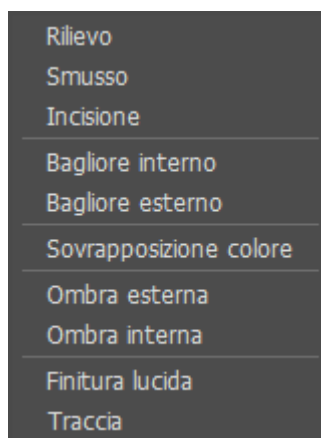 Rilievo
Smusso
Incisione
Bagliore interno
Bagliore esterno
Sovrapposizione colore
Ombra esterna
Ombra interna
Finitura lucida
Traccia